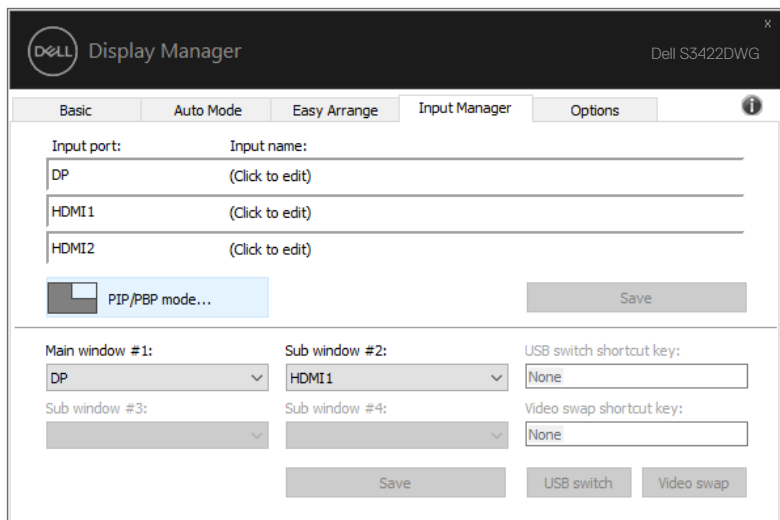 x
DELL Display Manager
Dell S3422DWG
Basic Auto Mode Easy Arrange Input Manager Options i
Input port: Input name:
DP (Click to edit)
HDMI1 (Click to edit)
HDMI2 (Click to edit)
PIP/PBP mode... Save
Main window #1: Sub window #2: USB switch shortcut key:
DP HDMI1 None
Sub window #3: Sub window #4: Video swap shortcut key:
None
Save USB switch Video swap